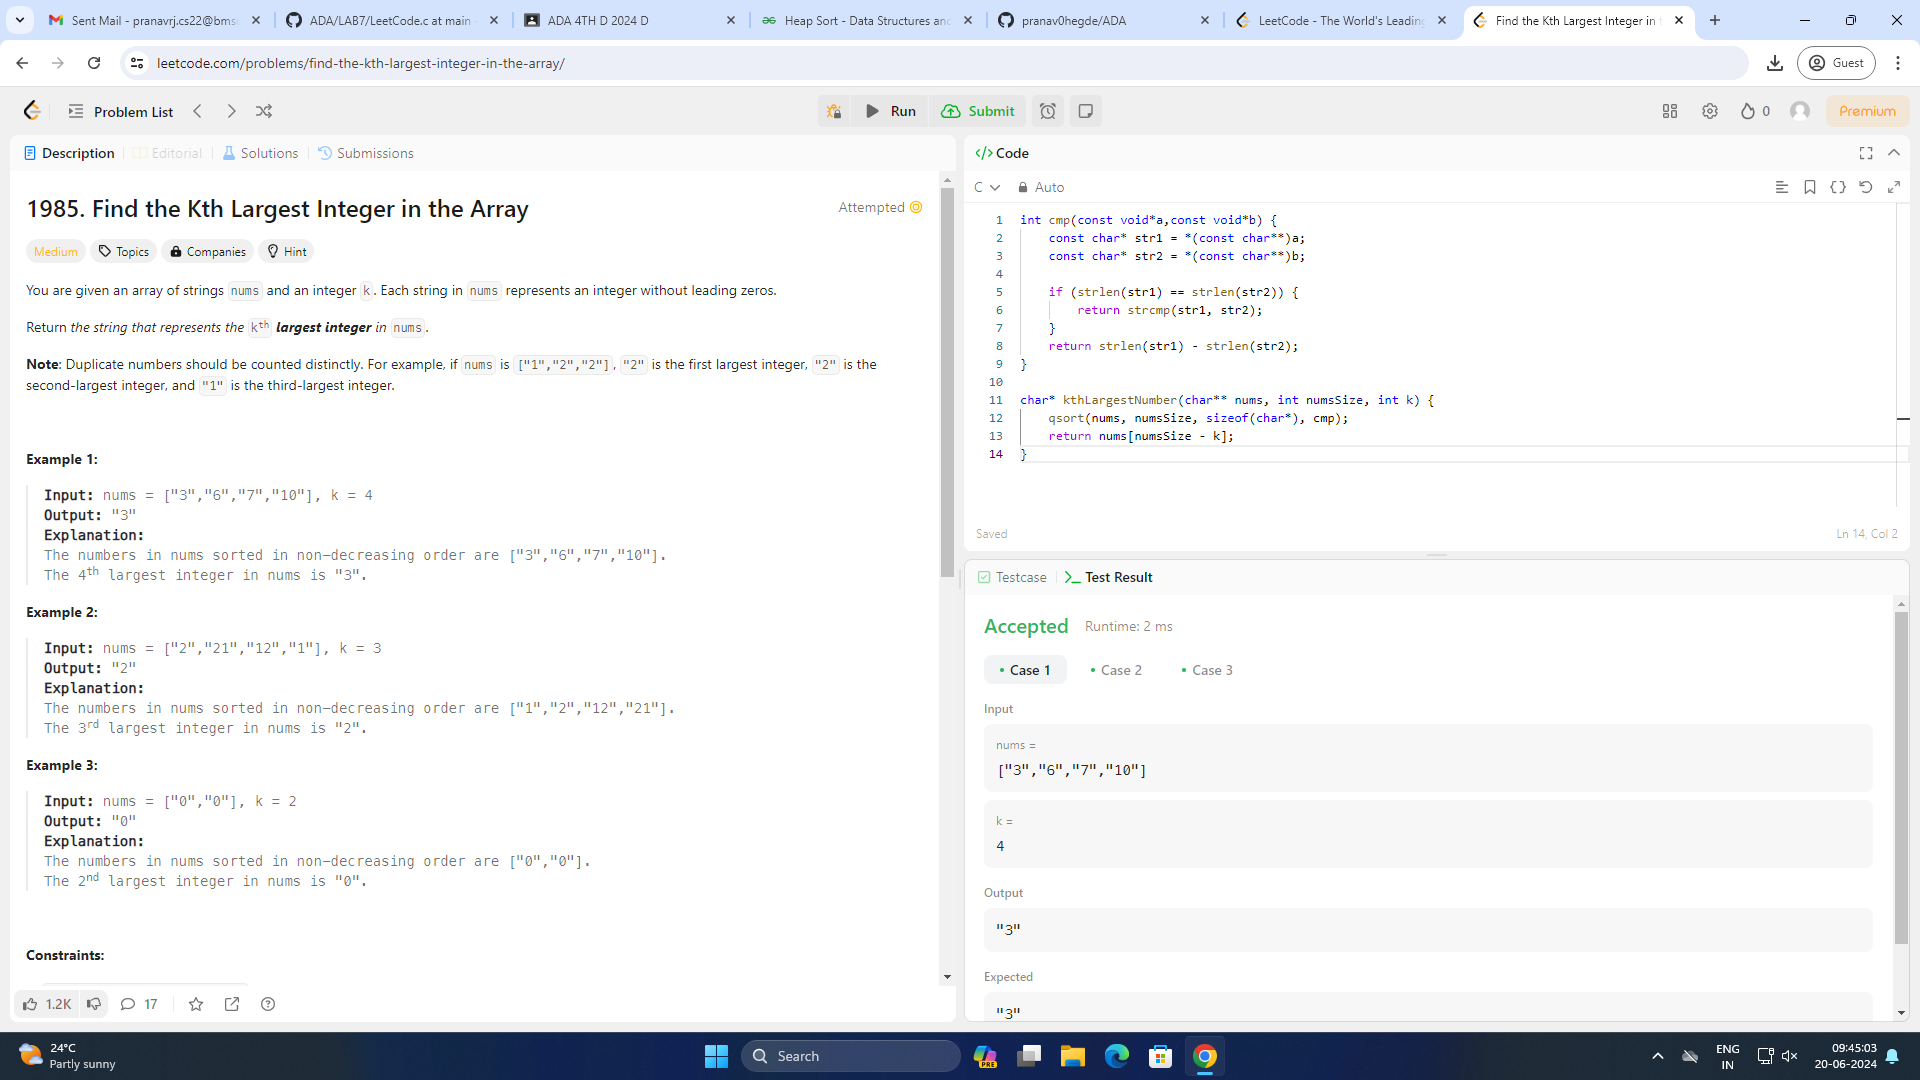 Sent Mail - pranavrj.cs22@bms
ADA/LAB7/LeetCode.c at main
ADA 4TH D 2024 D
Heap Sort - Data Structures and
pranav0hegde/ADA
LeetCode - The World's Leading
Find the Kth Largest Integer in
leetcode.com/problems/find-the-kth-largest-integer-in-the-array/
Guest
Problem List
Run
Submit
0
Premium
Description
Editorial
Solutions
Submissions
1985. Find the Kth Largest Integer in the Array
Attempted
Medium
Topics
Companies
Hint
You are given an array of strings nums and an integer k. Each string in nums represents an integer without leading zeros.
Return the string that represents the kth largest integer in nums.
Note: Duplicate numbers should be counted distinctly. For example, if nums is ["1","2","2"], "2" is the first largest integer, "2" is the
second-largest integer, and "1" is the third-largest integer.
Example 1:
Input: nums = ["3","6","7","10"], k = 4
Output: "3"
Explanation:
The numbers in nums sorted in non-decreasing order are ["3","6","7","10"].
The 4th largest integer in nums is "3".
Example 2:
Input: nums = ["2","21","12","1"], k = 3
Output: "2"
Explanation:
The numbers in nums sorted in non-decreasing order are ["1","2","12","21"].
The 3rd largest integer in nums is "2".
Example 3:
Input: nums = ["0","0"], k = 2
Output: "0"
Explanation:
The numbers in nums sorted in non-decreasing order are ["0","0"].
The 2nd largest integer in nums is "0".
Constraints:
1.2K
17
</> Code
C
Auto
1 int cmp(const void*a,const void*b) {
2 const char* str1 = *(const char**)a;
3 const char* str2 = *(const char**)b;
4
5 if (strlen(str1) == strlen(str2)) {
6 return strcmp(str1, str2);
7 }
8 return strlen(str1) - strlen(str2);
9 }
10
11 char* kthLargestNumber(char** nums, int numsSize, int k) {
12 qsort(nums, numsSize, sizeof(char*), cmp);
13 return nums[numsSize - k];
14 }
Saved
Ln 14, Col 2
Testcase
Test Result
Accepted
Runtime: 2 ms
Case 1
Case 2
Case 3
Input
nums =
["3","6","7","10"]
k =
4
Output
"3"
Expected
"3"
24°C
Partly sunny
Search
PRE
ENG
IN
09:45:03
20-06-2024